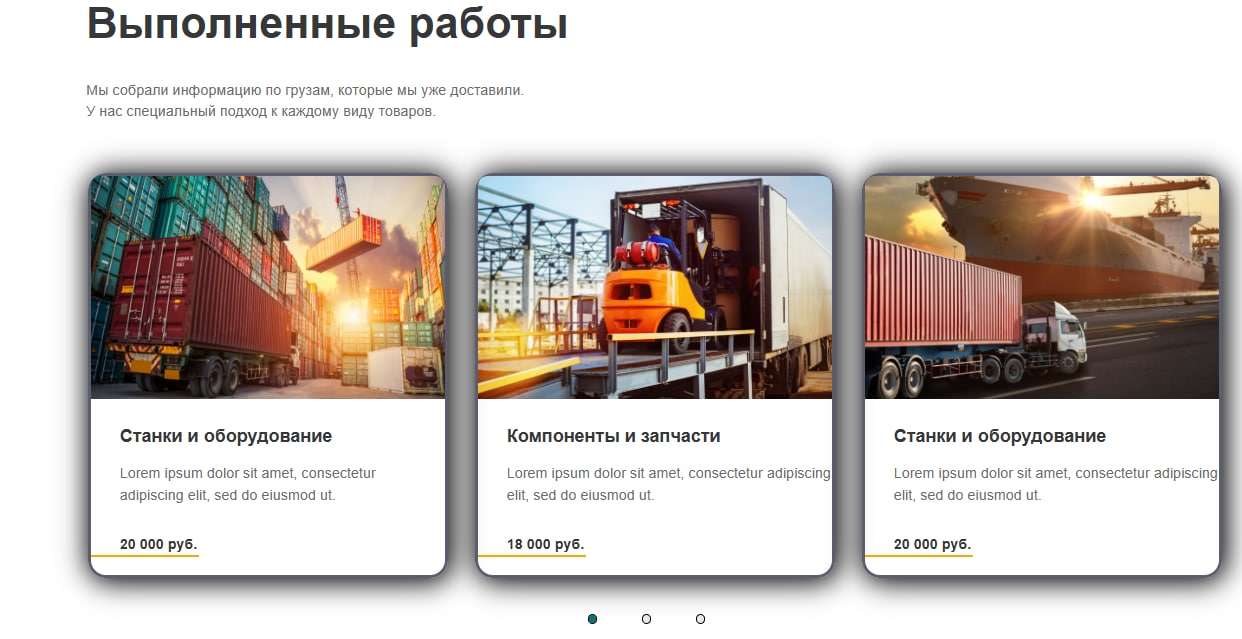 Выполненные работы
Мы собрали информацию по грузам, которые мы уже доставили.
У нас специальный подход к каждому виду товаров.
Станки и оборудование
Lorem ipsum dolor sit amet, consectetur
adipiscing elit, sed do eiusmod ut.
20 000 руб.
Компоненты и запчасти
Lorem ipsum dolor sit amet, consectetur adipiscing
elit, sed do eiusmod ut.
18 000 руб.
Станки и оборудование
Lorem ipsum dolor sit amet, consectetur adipiscing
elit, sed do eiusmod ut.
20 000 руб.